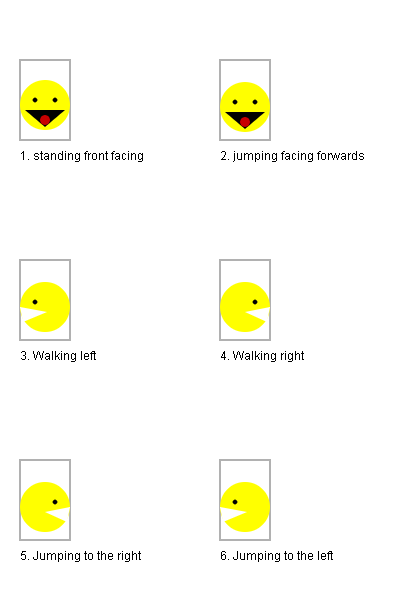 1. standing front facing
2. jumping facing forwards
3. Walking left
4. Walking right
5. Jumping to the right
6. Jumping to the left